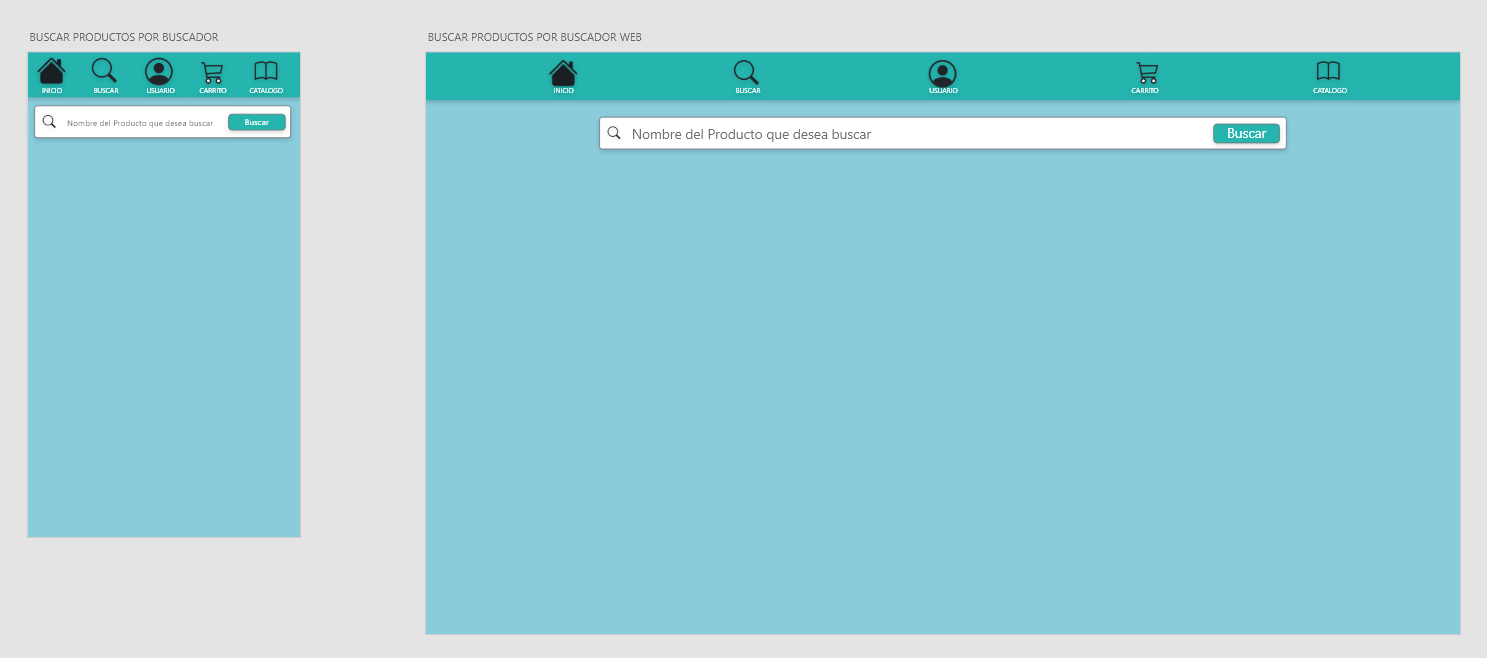 BUSCAR PRODUCTOS POR BUSCADOR
INICIO BUSCAR USUARIO CARRITO CATALOGO
Nombre del Producto que desea buscar Buscar
BUSCAR PRODUCTOS POR BUSCADOR WEB
INICIO BUSCAR USUARIO CARRITO CATALOGO
Nombre del Producto que desea buscar Buscar